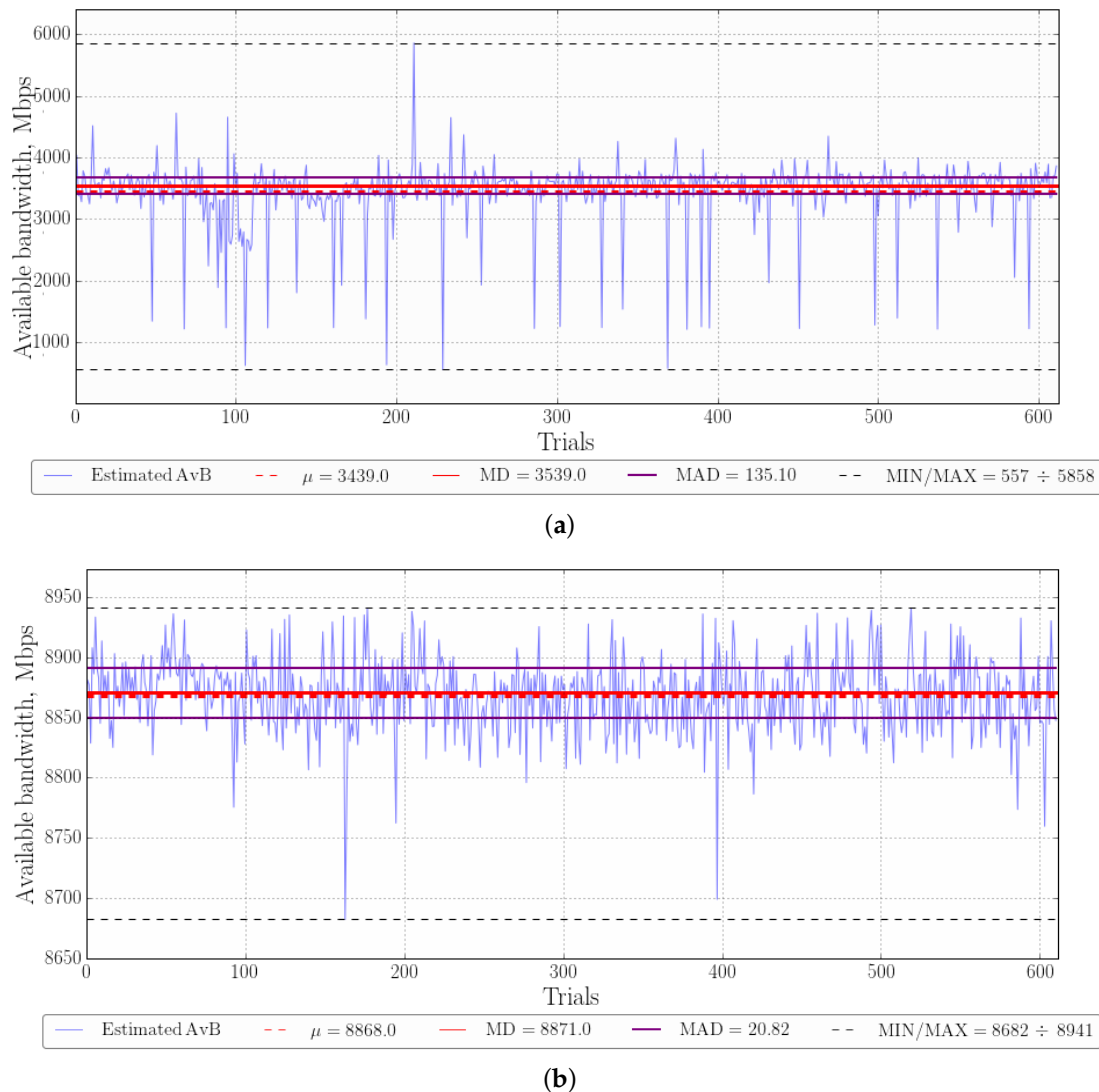 Available bandwidth, Mbps
6000
5000
4000
3000
2000
1000
0 100 200 300 400 500 600
Trials
Estimated AvB μ = 3439.0 MD = 3539.0 MAD = 135.10 MIN/MAX = 557 ÷ 5858
(a)
Available bandwidth, Mbps
8950
8900
8850
8800
8750
8700
8650
0 100 200 300 400 500 600
Trials
Estimated AvB μ = 8868.0 MD = 8871.0 MAD = 20.82 MIN/MAX = 8682 ÷ 8941
(b)